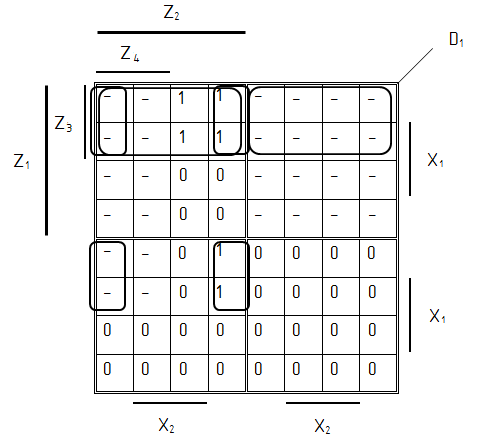 Z₂
D₁
Z₄
– – 1 1 – – – –
Z₃
– – 1 1 – – – –
Z₁
X₁
– – 0 0 – – – –
– – 0 0 – – – –
– – 0 1 0 0 0 0
– – 0 1 0 0 0 0
X₁
0 0 0 0 0 0 0 0
0 0 0 0 0 0 0 0
X₂ X₂